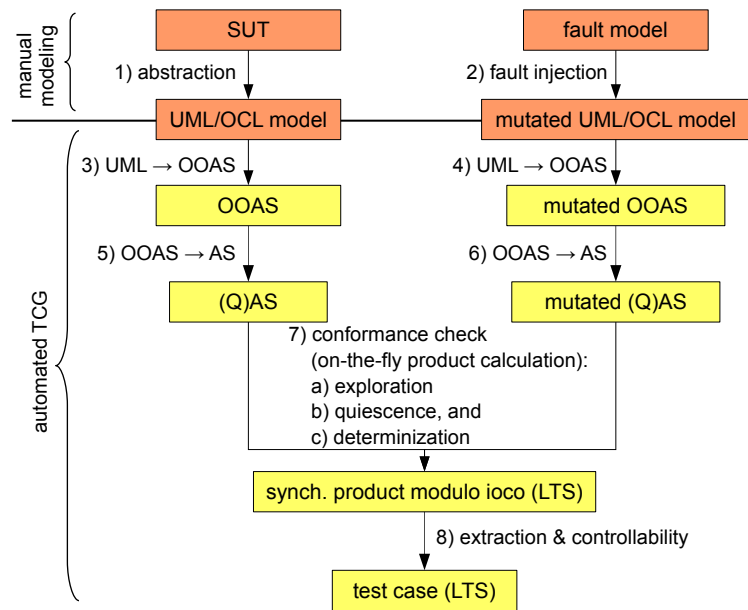 SUT
fault model
manual
modeling
1) abstraction
2) fault injection
UML/OCL model
mutated UML/OCL model
3) UML → OOAS
4) UML → OOAS
OOAS
mutated OOAS
5) OOAS → AS
6) OOAS → AS
(Q)AS
mutated (Q)AS
automated TCG
7) conformance check
(on-the-fly product calculation):
a) exploration
b) quiescence, and
c) determinization
synch. product modulo ioco (LTS)
8) extraction & controllability
test case (LTS)